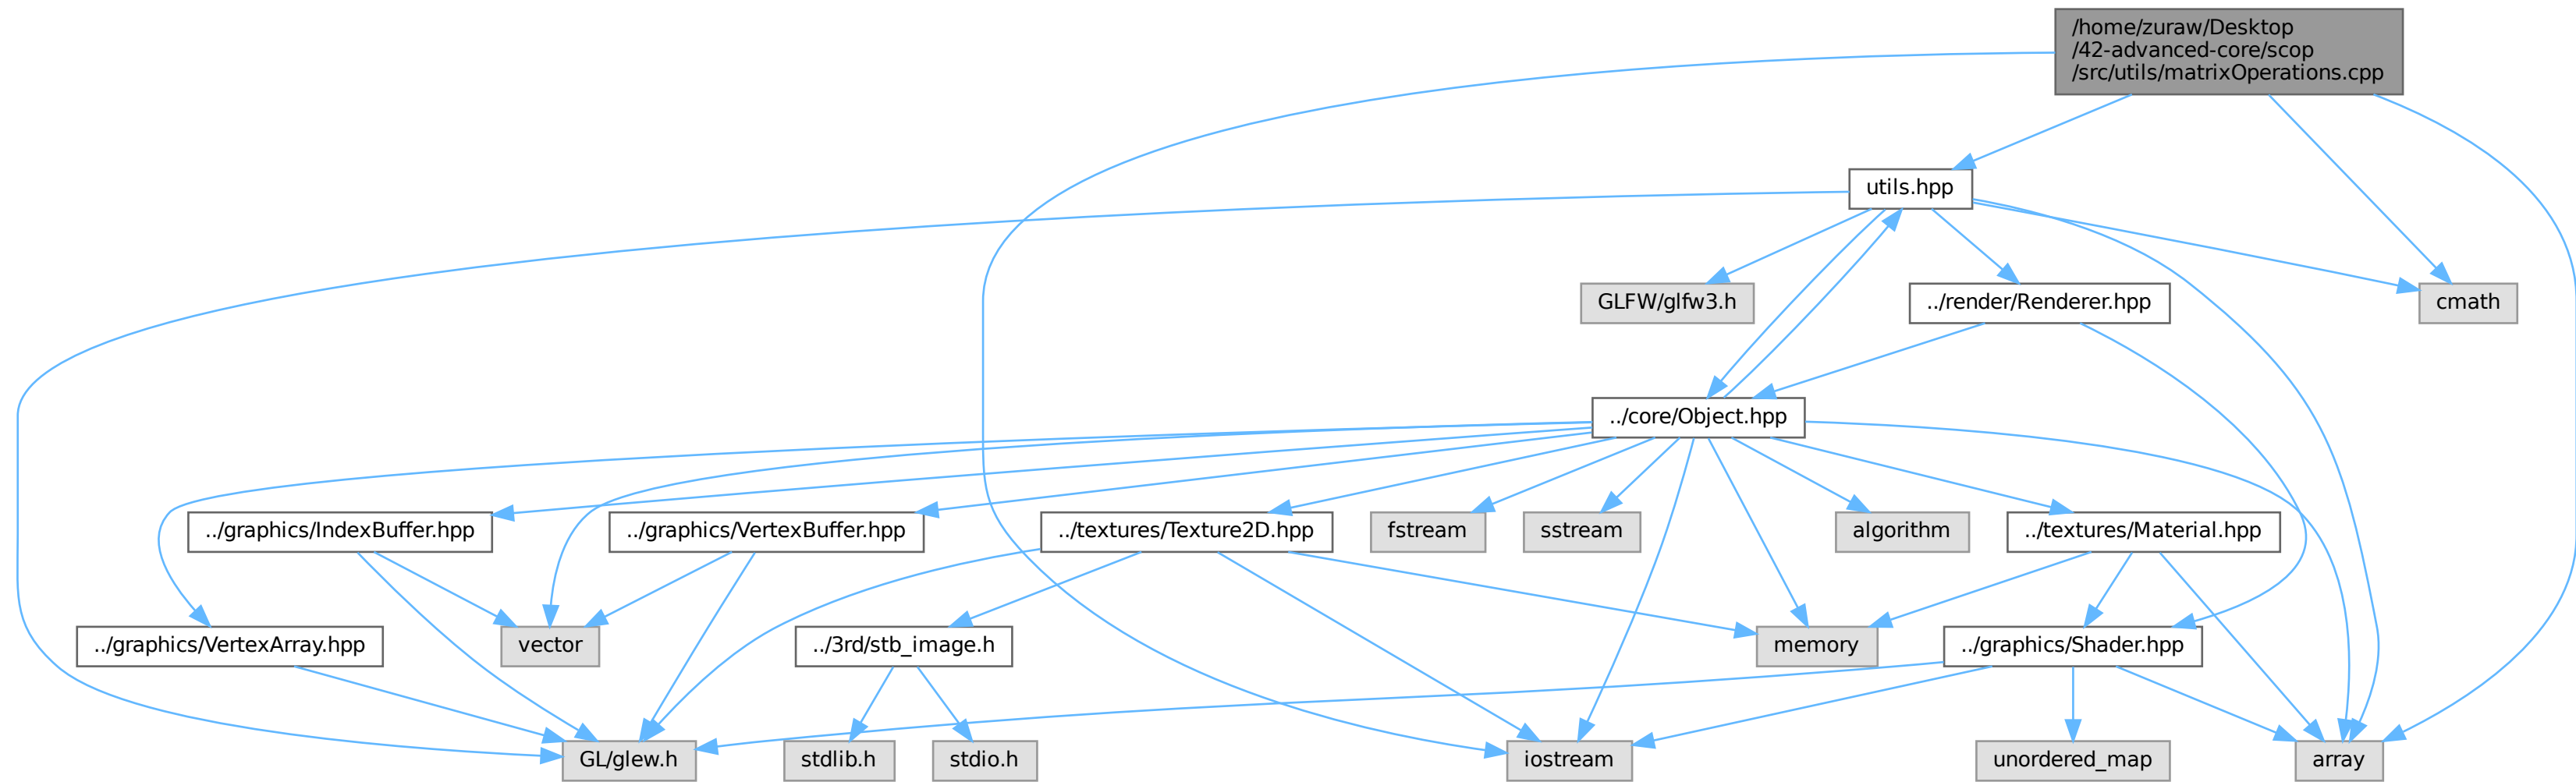 /home/zuraw/Desktop
/42-advanced-core/scop
/src/utils/matrixOperations.cpp
utils.hpp
GLFW/glfw3.h
../render/Renderer.hpp
cmath
../core/Object.hpp
../graphics/IndexBuffer.hpp
../graphics/VertexBuffer.hpp
../textures/Texture2D.hpp
fstream
sstream
algorithm
../textures/Material.hpp
../graphics/VertexArray.hpp
vector
../3rd/stb_image.h
memory
../graphics/Shader.hpp
GL/glew.h
stdlib.h
stdio.h
iostream
unordered_map
array